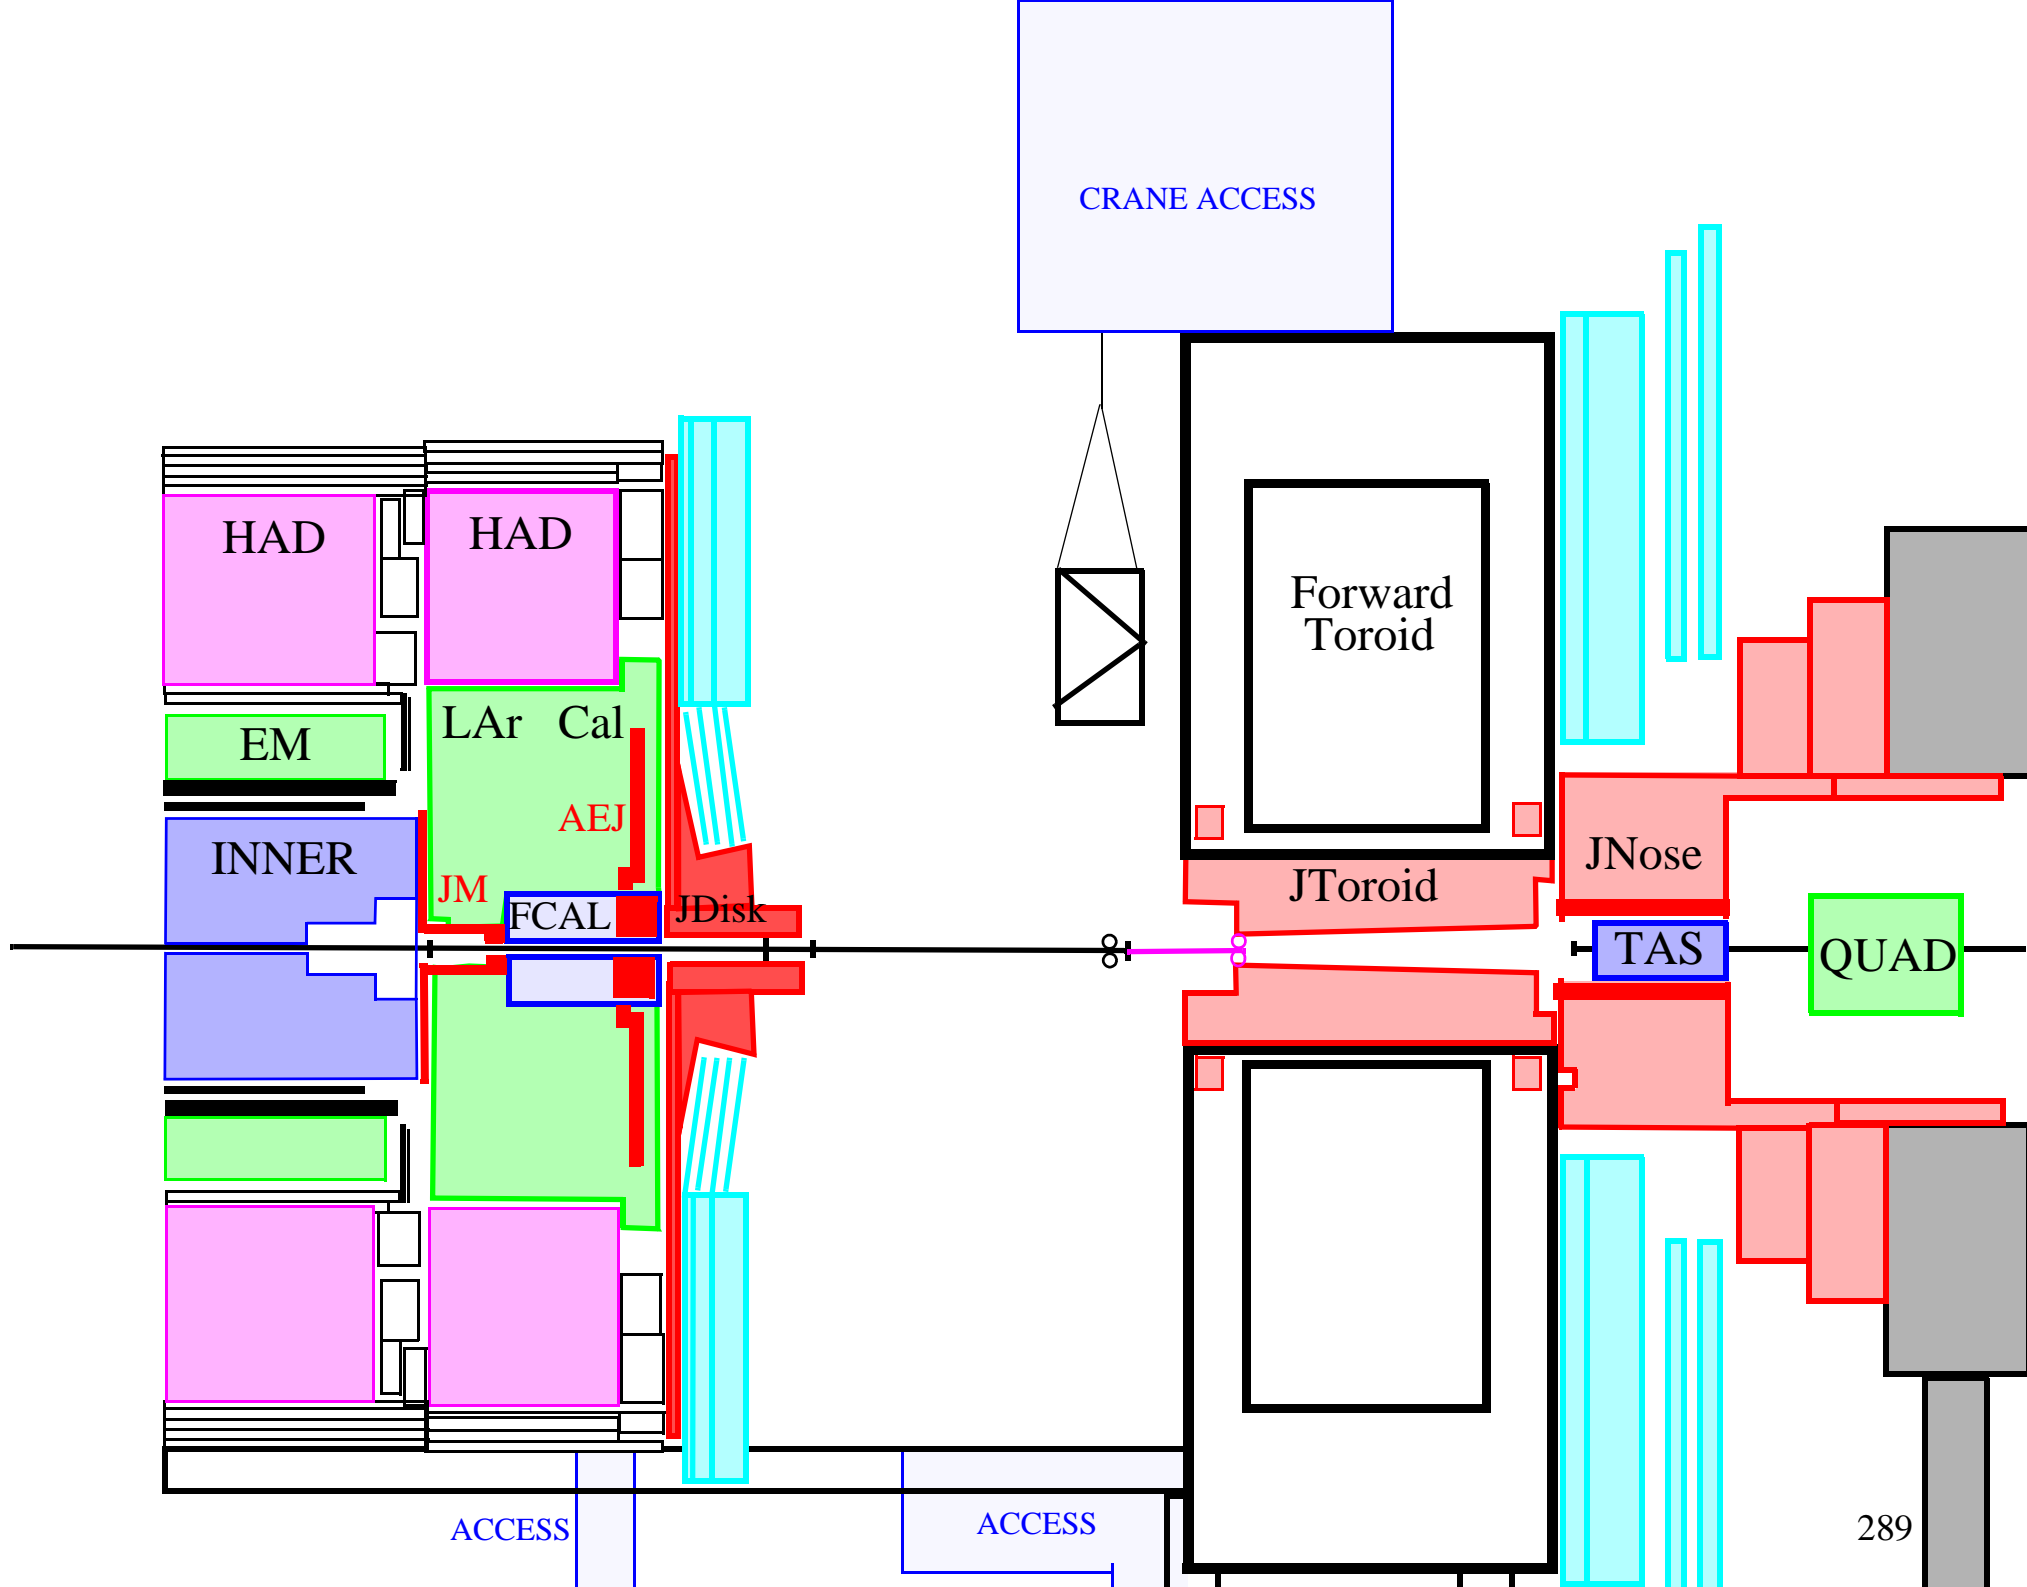 CRANE ACCESS
HAD
HAD
Forward
Toroid
LAr Cal
EM
AEJ
INNER
JM
FCAL
JDisk
JToroid
JNose
TAS
QUAD
ACCESS
ACCESS
289